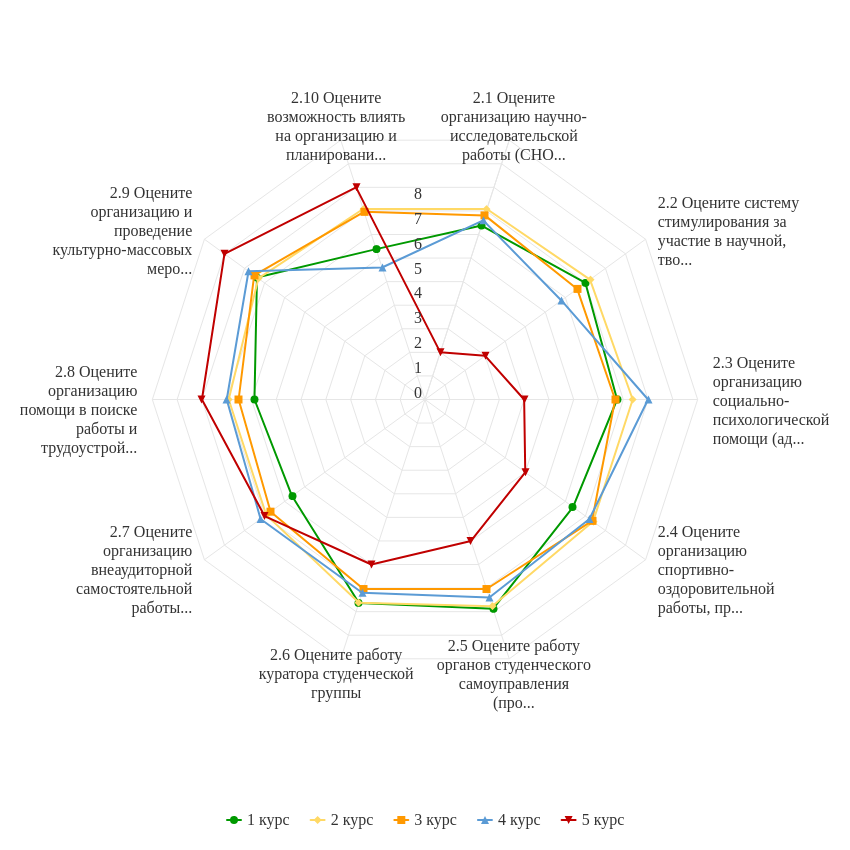 2.10 Оцените
возможность влиять
на организацию и
планировани...
2.1 Оцените
организацию научно-
исследовательской
работы (СНО...
2.9 Оцените
организацию и
проведение
культурно-массовых
меро...
2.2 Оцените систему
стимулирования за
участие в научной,
тво...
8
7
6
5
4
3
2
1
0
2.8 Оцените
организацию
помощи в поиске
работы и
трудоустрой...
2.3 Оцените
организацию
социально-
психологической
помощи (ад...
2.7 Оцените
организацию
внеаудиторной
самостоятельной
работы...
2.4 Оцените
организацию
спортивно-
оздоровительной
работы, пр...
2.6 Оцените работу
куратора студенческой
группы
2.5 Оцените работу
органов студенческого
самоуправления
(про...
1 курс 2 курс 3 курс 4 курс 5 курс